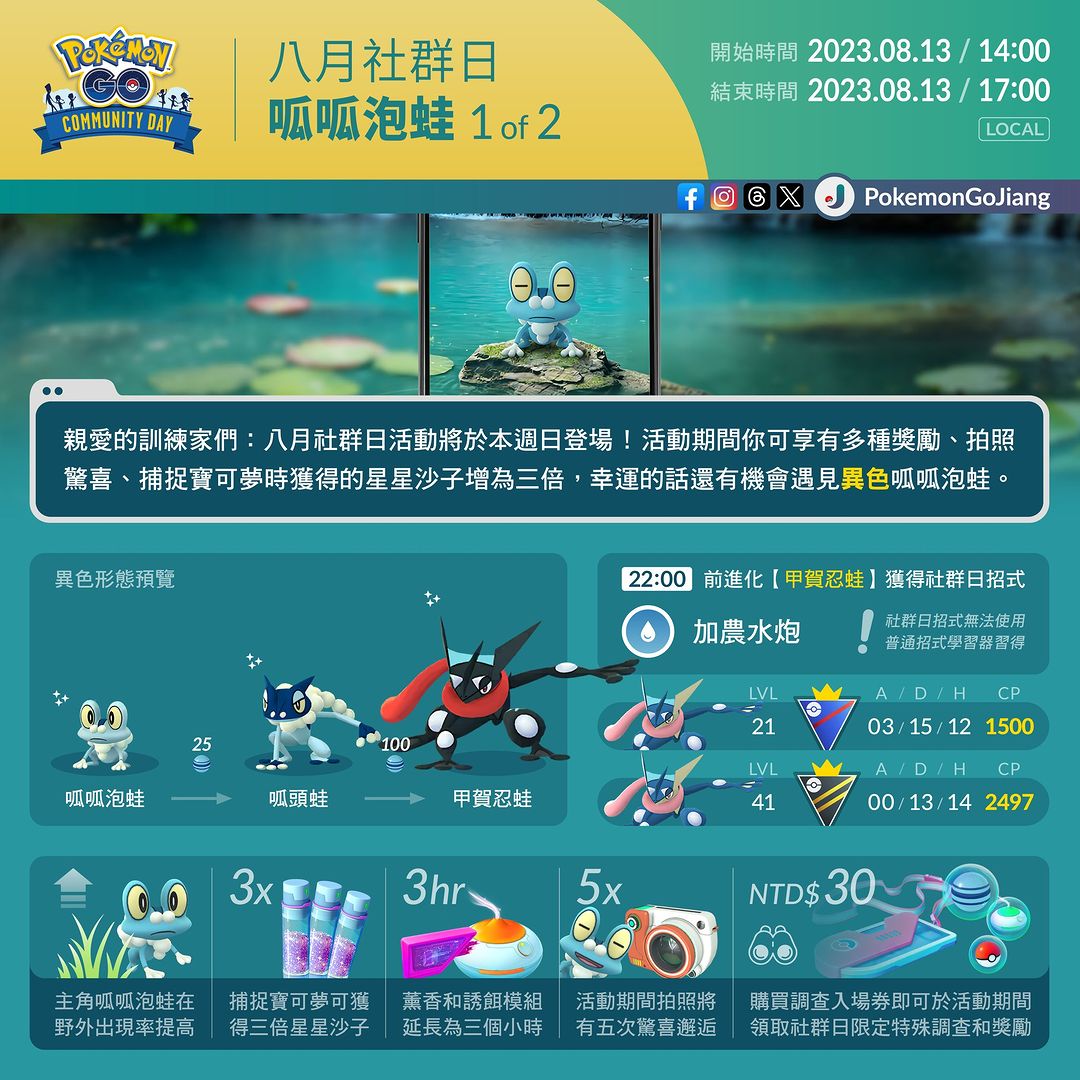 Pokémon
GO
COMMUNITY DAY
八月社群日
呱呱泡蛙 1 of 2
開始時間 2023.08.13 / 14:00
結束時間 2023.08.13 / 17:00
LOCAL
PokemonGoJiang
親愛的訓練家們：八月社群日活動將於本週日登場！活動期間你可享有多種獎勵、拍照
驚喜、捕捉寶可夢時獲得的星星沙子增為三倍，幸運的話還有機會遇見異色呱呱泡蛙。
異色形態預覽
25
100
呱呱泡蛙
呱頭蛙
甲賀忍蛙
22:00 前進化【甲賀忍蛙】獲得社群日招式
加農水炮
社群日招式無法使用
普通招式學習器習得
LVL A / D / H CP
21 03 / 15 / 12 1500
LVL A / D / H CP
41 00 / 13 / 14 2497
主角呱呱泡蛙在
野外出現率提高
3x
捕捉寶可夢可獲
得三倍星星沙子
3hr
薰香和誘餌模組
延長為三個小時
5x
活動期間拍照將
有五次驚喜邂逅
NTD$30
購買調查入場券即可於活動期間
領取社群日限定特殊調查和獎勵